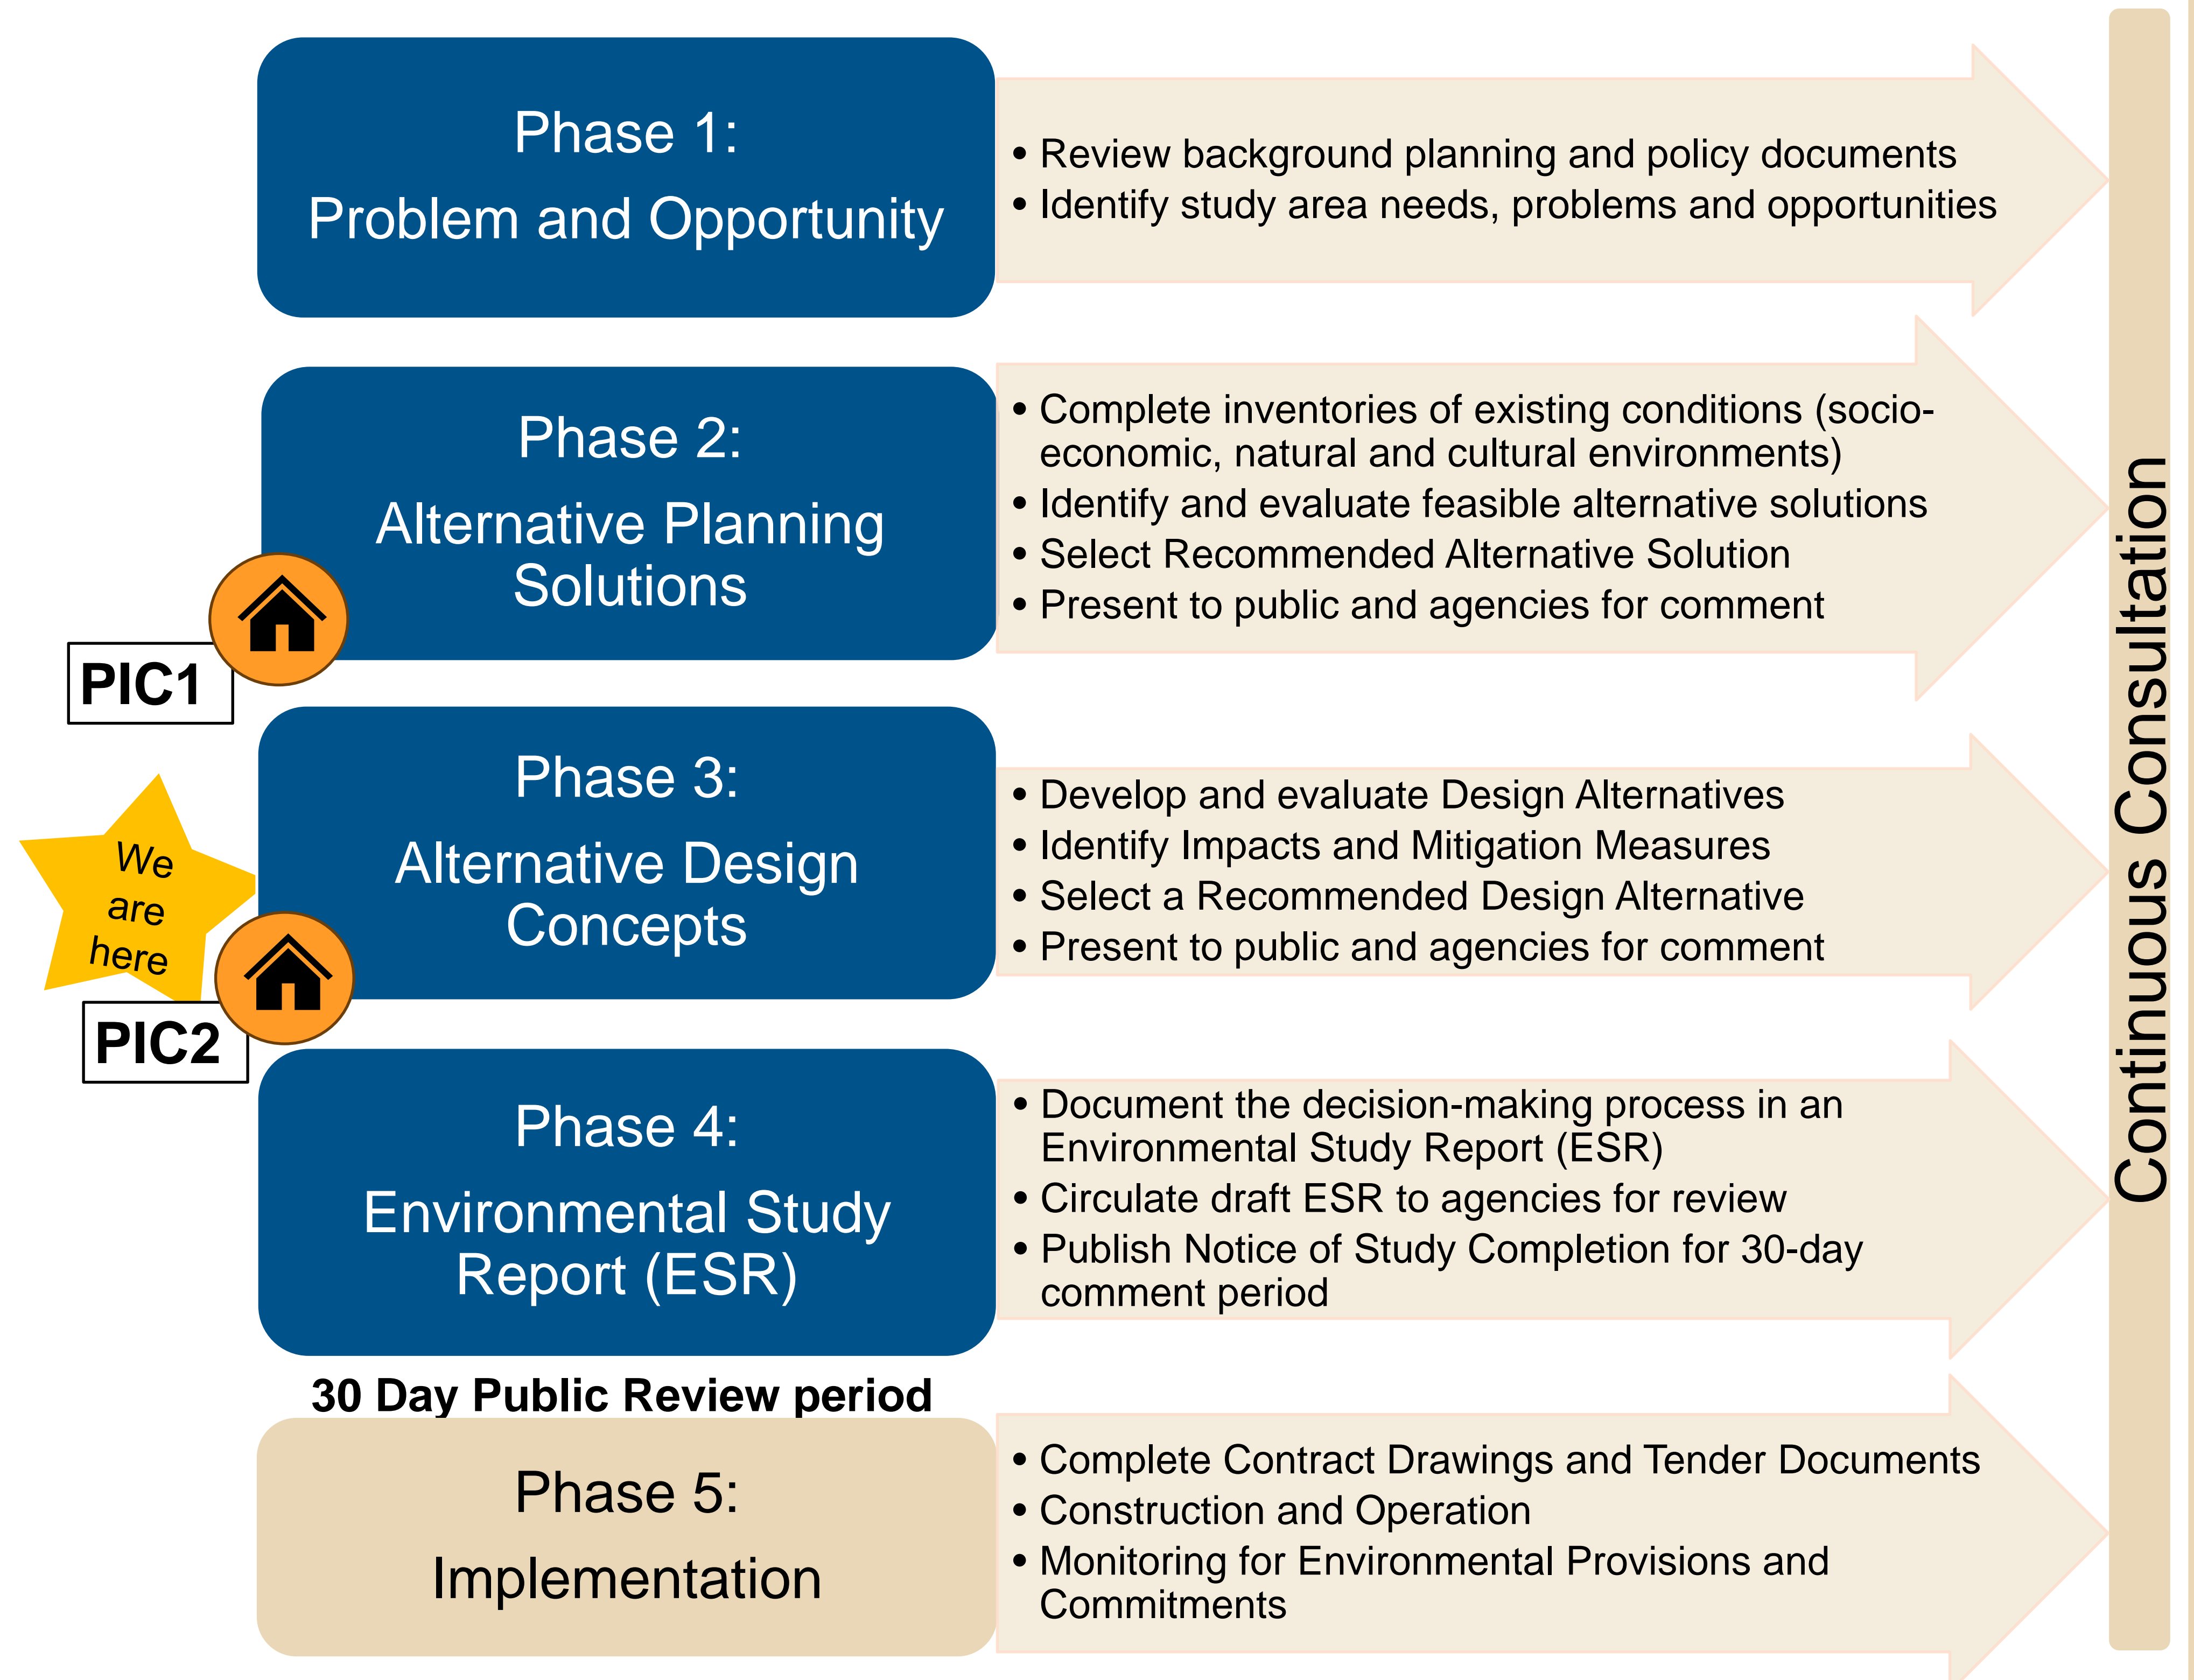 Phase 1:
Problem and Opportunity
• Review background planning and policy documents
• Identify study area needs, problems and opportunities
Phase 2:
Alternative Planning
Solutions
• Complete inventories of existing conditions (socio-
economic, natural and cultural environments)
• Identify and evaluate feasible alternative solutions
• Select Recommended Alternative Solution
• Present to public and agencies for comment
PIC1
Phase 3:
Alternative Design
Concepts
• Develop and evaluate Design Alternatives
• Identify Impacts and Mitigation Measures
• Select a Recommended Design Alternative
• Present to public and agencies for comment
We
are
here
PIC2
Phase 4:
Environmental Study
Report (ESR)
• Document the decision-making process in an
Environmental Study Report (ESR)
• Circulate draft ESR to agencies for review
• Publish Notice of Study Completion for 30-day
comment period
30 Day Public Review period
Phase 5:
Implementation
• Complete Contract Drawings and Tender Documents
• Construction and Operation
• Monitoring for Environmental Provisions and
Commitments
Continuous Consultation